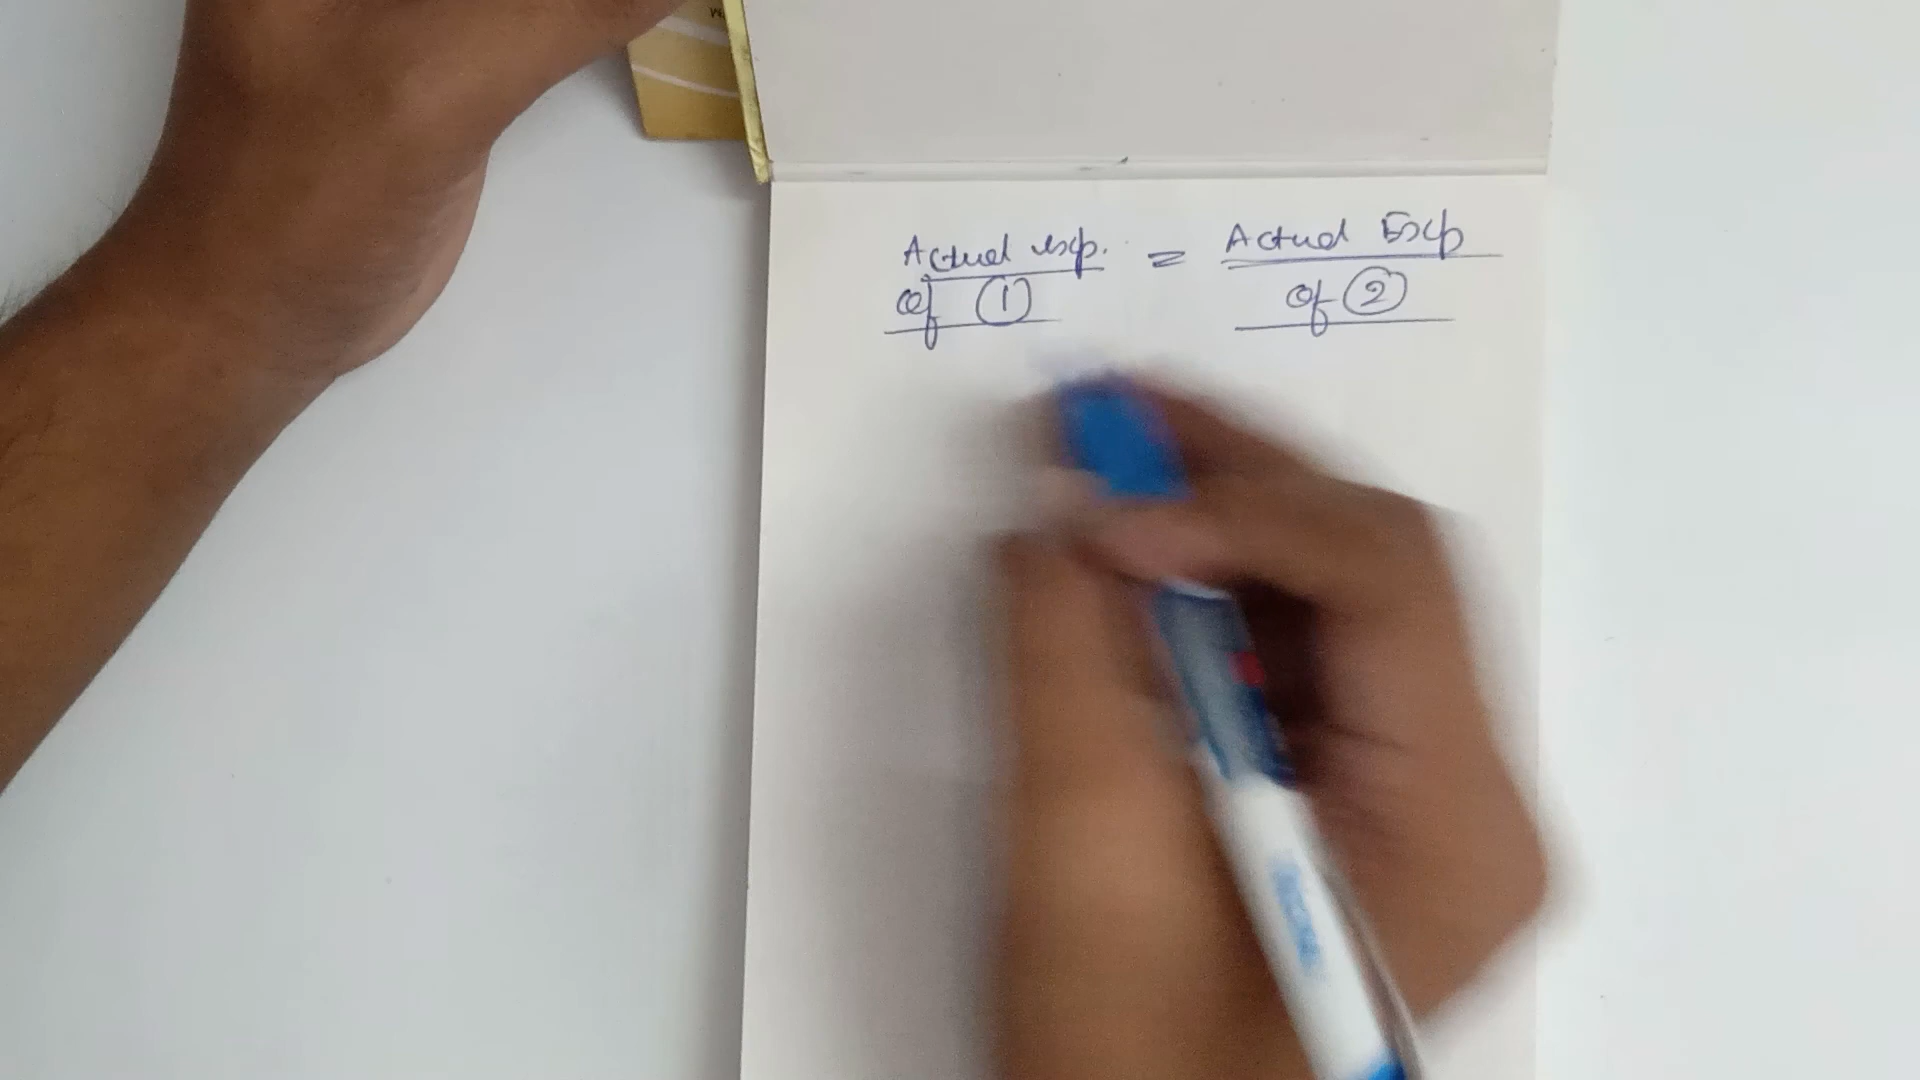 Actual exp. = Actual Exp
Of ① Of ②